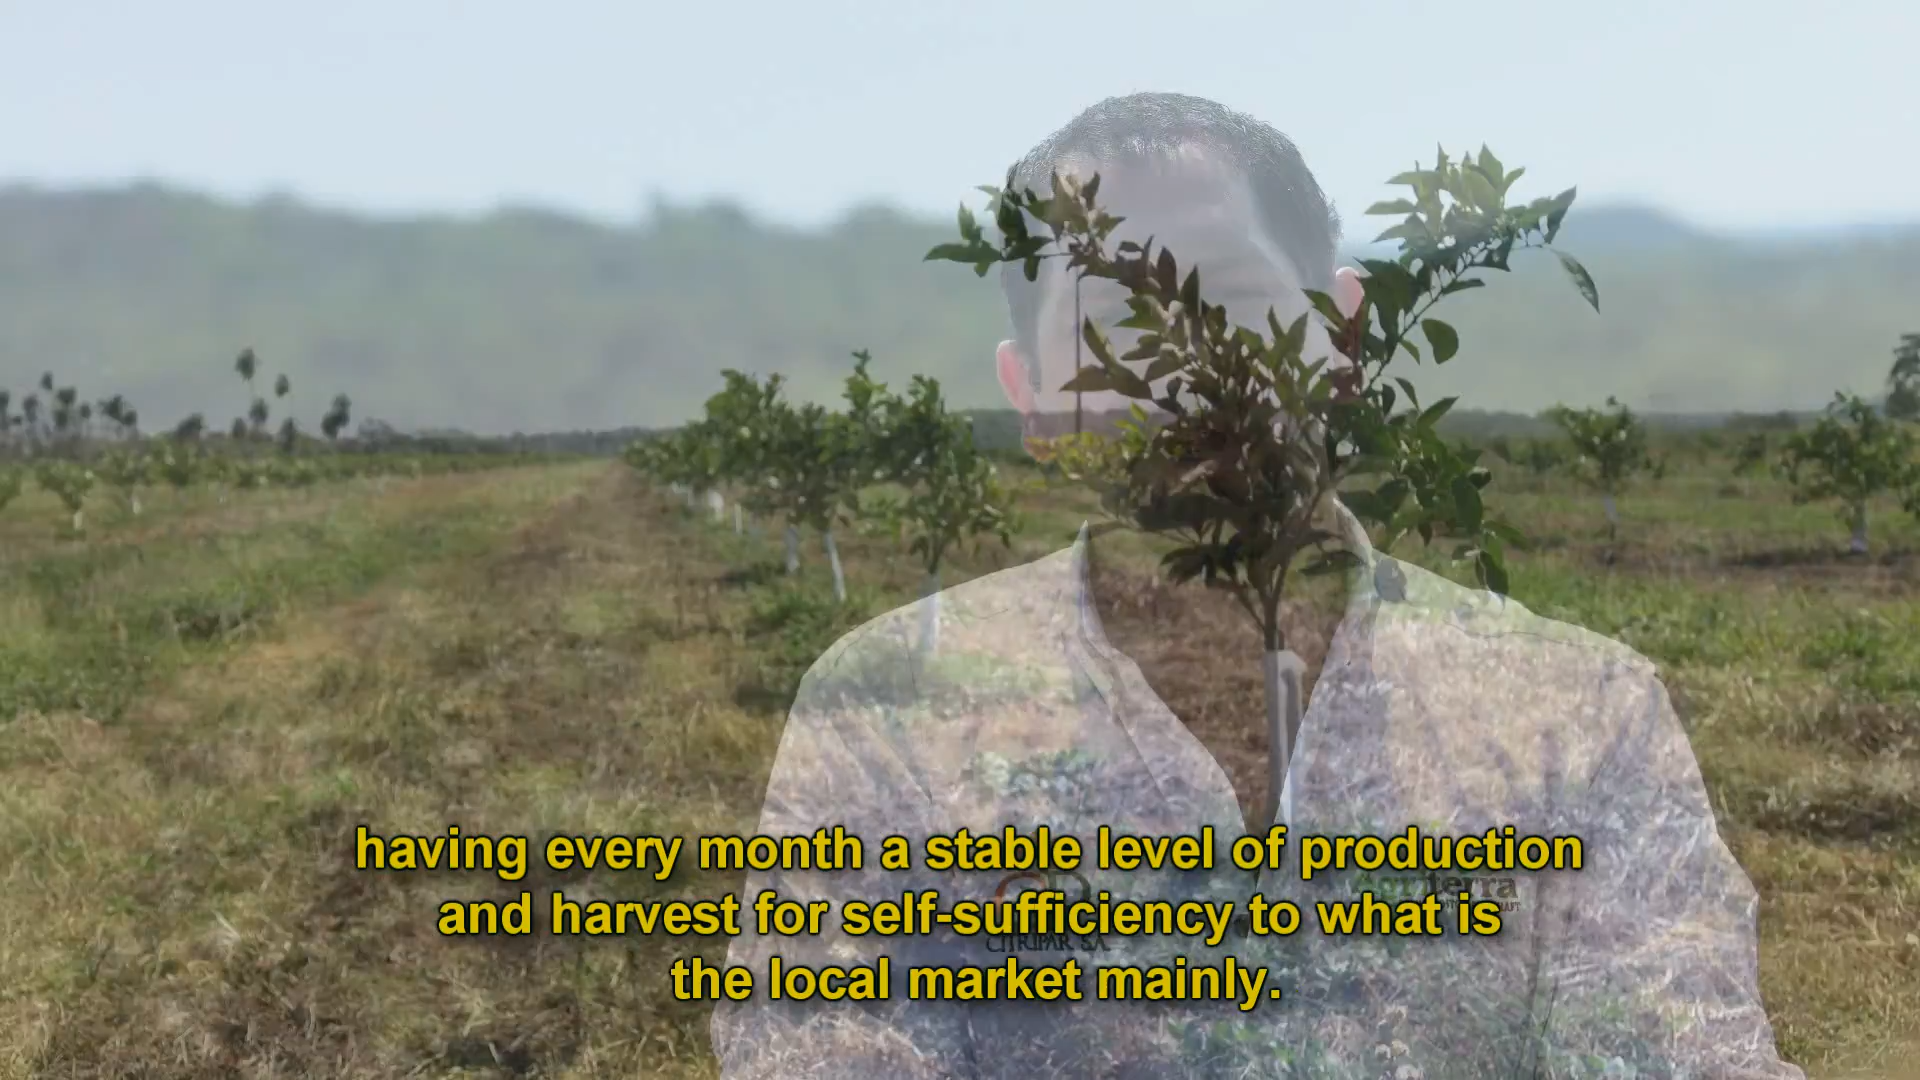 having every month a stable level of production
and harvest for self-sufficiency to what is
the local market mainly.
Agriterra
CITRIPAR S.A.